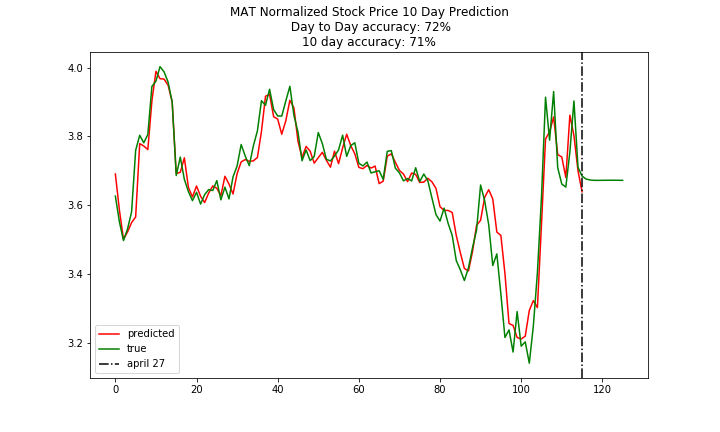 MAT Normalized Stock Price 10 Day Prediction
Day to Day accuracy: 72%
10 day accuracy: 71%
4.0
3.8
3.6
3.4
3.2
predicted
true
april 27
0 20 40 60 80 100 120